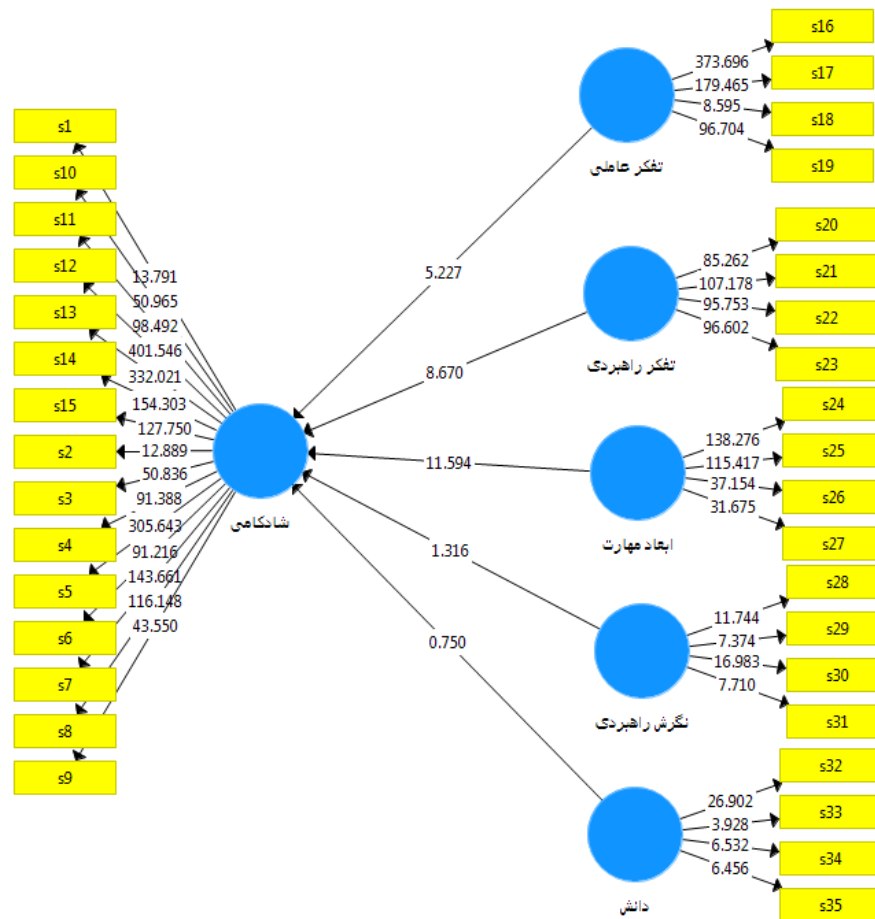 s1
s10
s11
s12
s13
s14
s15
s2
s3
s4
s5
s6
s7
s8
s9
13.791
50.965
98.492
401.546
332.021
154.303
127.750
12.889
50.836
91.388
305.643
91.216
143.661
116.148
43.550
شادکامی
5.227
8.670
11.594
1.316
0.750
تفکر عاملی
373.696
179.465
8.595
96.704
s16
s17
s18
s19
تفکر راهبردی
85.262
107.178
95.753
96.602
s20
s21
s22
s23
ابعاد مهارت
138.276
115.417
37.154
31.675
s24
s25
s26
s27
نگرش راهبردی
11.744
7.374
16.983
7.710
s28
s29
s30
s31
دانش
26.902
3.928
6.532
6.456
s32
s33
s34
s35